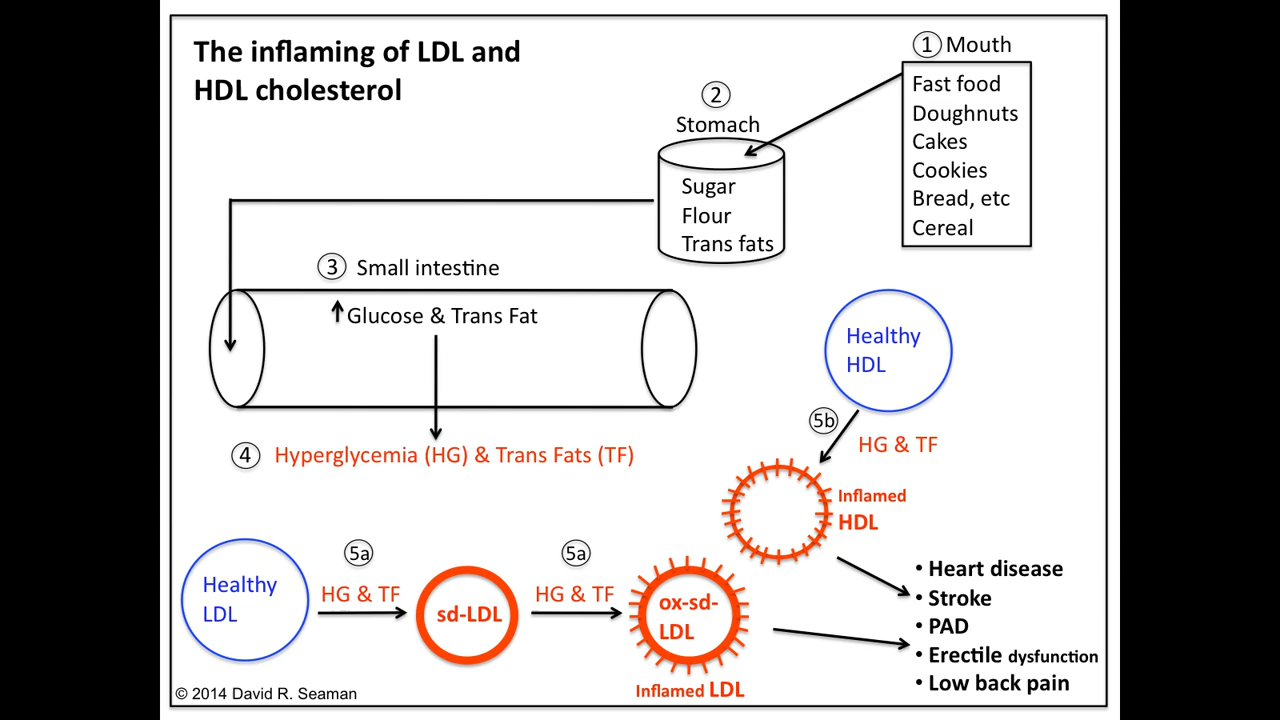 The inflaming of LDL and
HDL cholesterol
1 Mouth
Fast food
Doughnuts
Cakes
Cookies
Bread, etc
Cereal
2
Stomach
Sugar
Flour
Trans fats
3 Small intestine
↑ Glucose & Trans Fat
4 Hyperglycemia (HG) & Trans Fats (TF)
Healthy
HDL
5b
HG & TF
Inflamed
HDL
Healthy
LDL
5a
HG & TF
sd-LDL
5a
HG & TF
ox-sd-
LDL
Inflamed LDL
• Heart disease
• Stroke
• PAD
• Erectile dysfunction
• Low back pain
© 2014 David R. Seaman